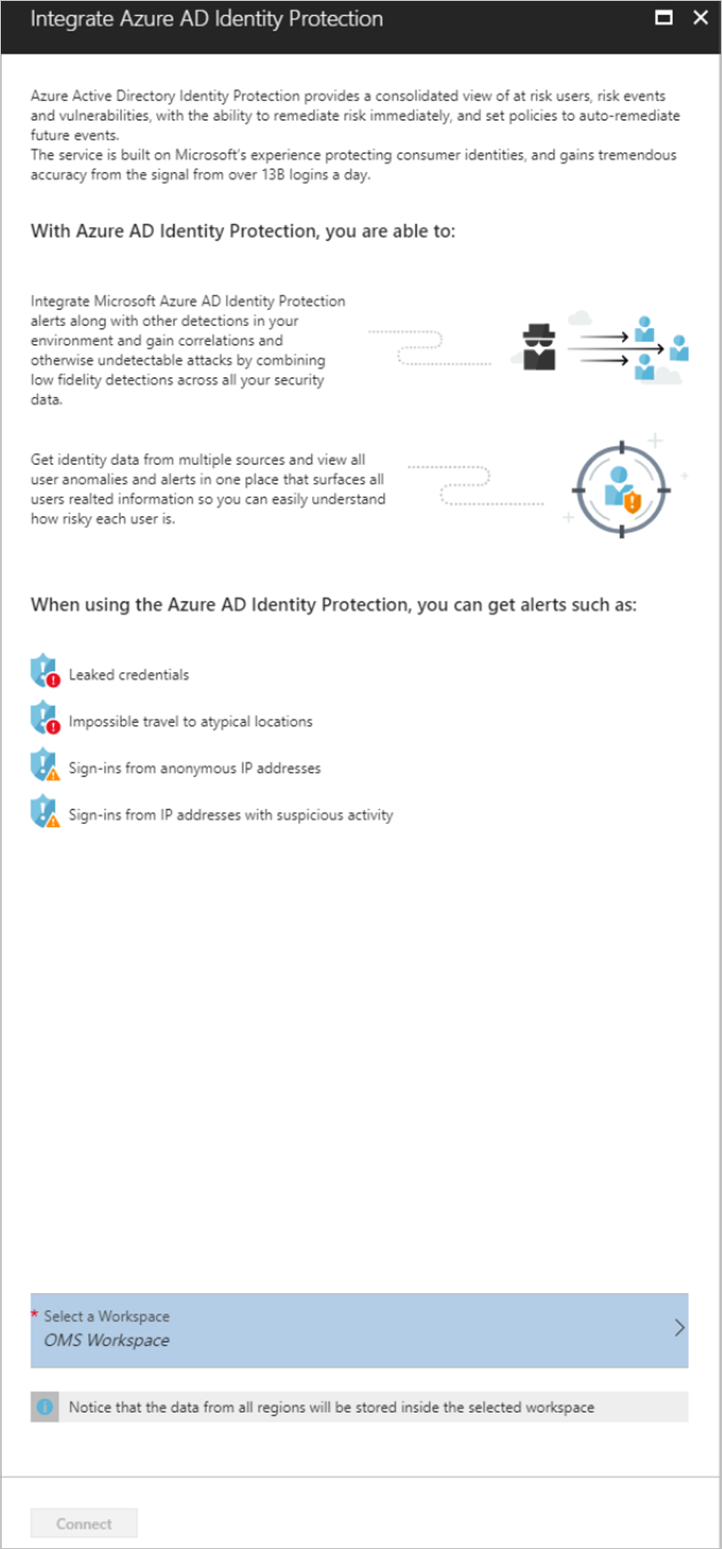 Integrate Azure AD Identity Protection
Azure Active Directory Identity Protection provides a consolidated view of at risk users, risk events
and vulnerabilities, with the ability to remediate risk immediately, and set policies to auto-remediate
future events.
The service is built on Microsoft's experience protecting consumer identities, and gains tremendous
accuracy from the signal from over 13B logins a day.
With Azure AD Identity Protection, you are able to:
Integrate Microsoft Azure AD Identity Protection
alerts along with other detections in your
environment and gain correlations and
otherwise undetectable attacks by combining
low fidelity detections across all your security
data.
Get identity data from multiple sources and view all
user anomalies and alerts in one place that surfaces all
users realted information so you can easily understand
how risky each user is.
When using the Azure AD Identity Protection, you can get alerts such as:
Leaked credentials
Impossible travel to atypical locations
Sign-ins from anonymous IP addresses
Sign-ins from IP addresses with suspicious activity
* Select a Workspace
OMS Workspace
Notice that the data from all regions will be stored inside the selected workspace
Connect